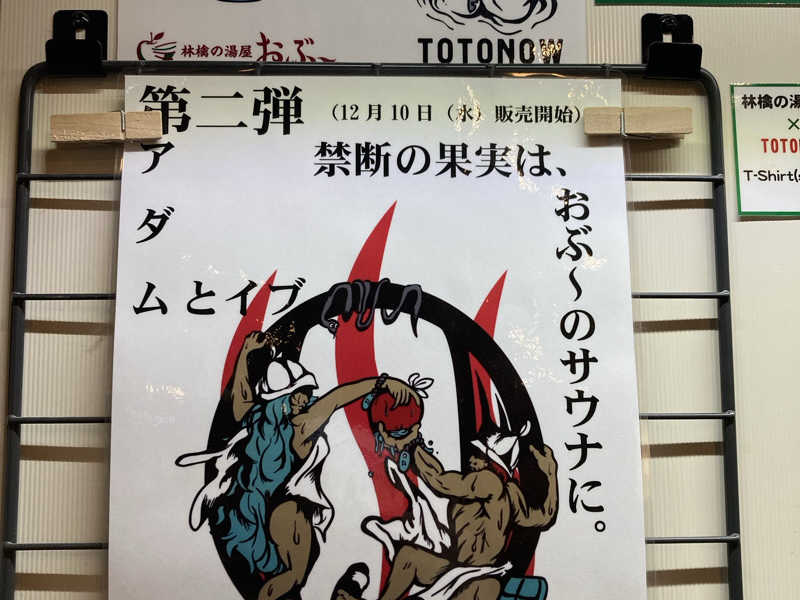 林檎の湯屋 おぶ～
TOTONOW
第二弾 (12月10日(水)販売開始)
禁断の果実は、
おぶ～のサウナに。
アダムとイブ
林檎の湯
×
TOTO
T-Shirt(